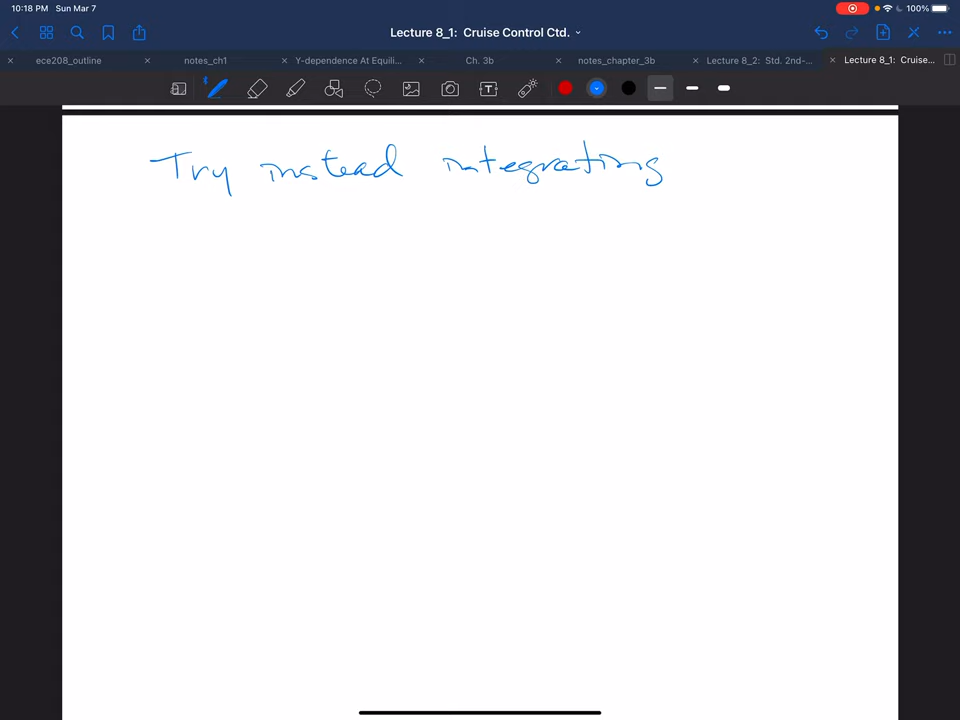 10:18 PM Sun Mar 7
100%
Lecture 8_1: Cruise Control Ctd.
ece208_outline
notes_ch1
Y-dependence At Equili...
Ch. 3b
notes_chapter_3b
Lecture 8_2: Std. 2nd-...
Lecture 8_1: Cruise...
T
Try instead integrating